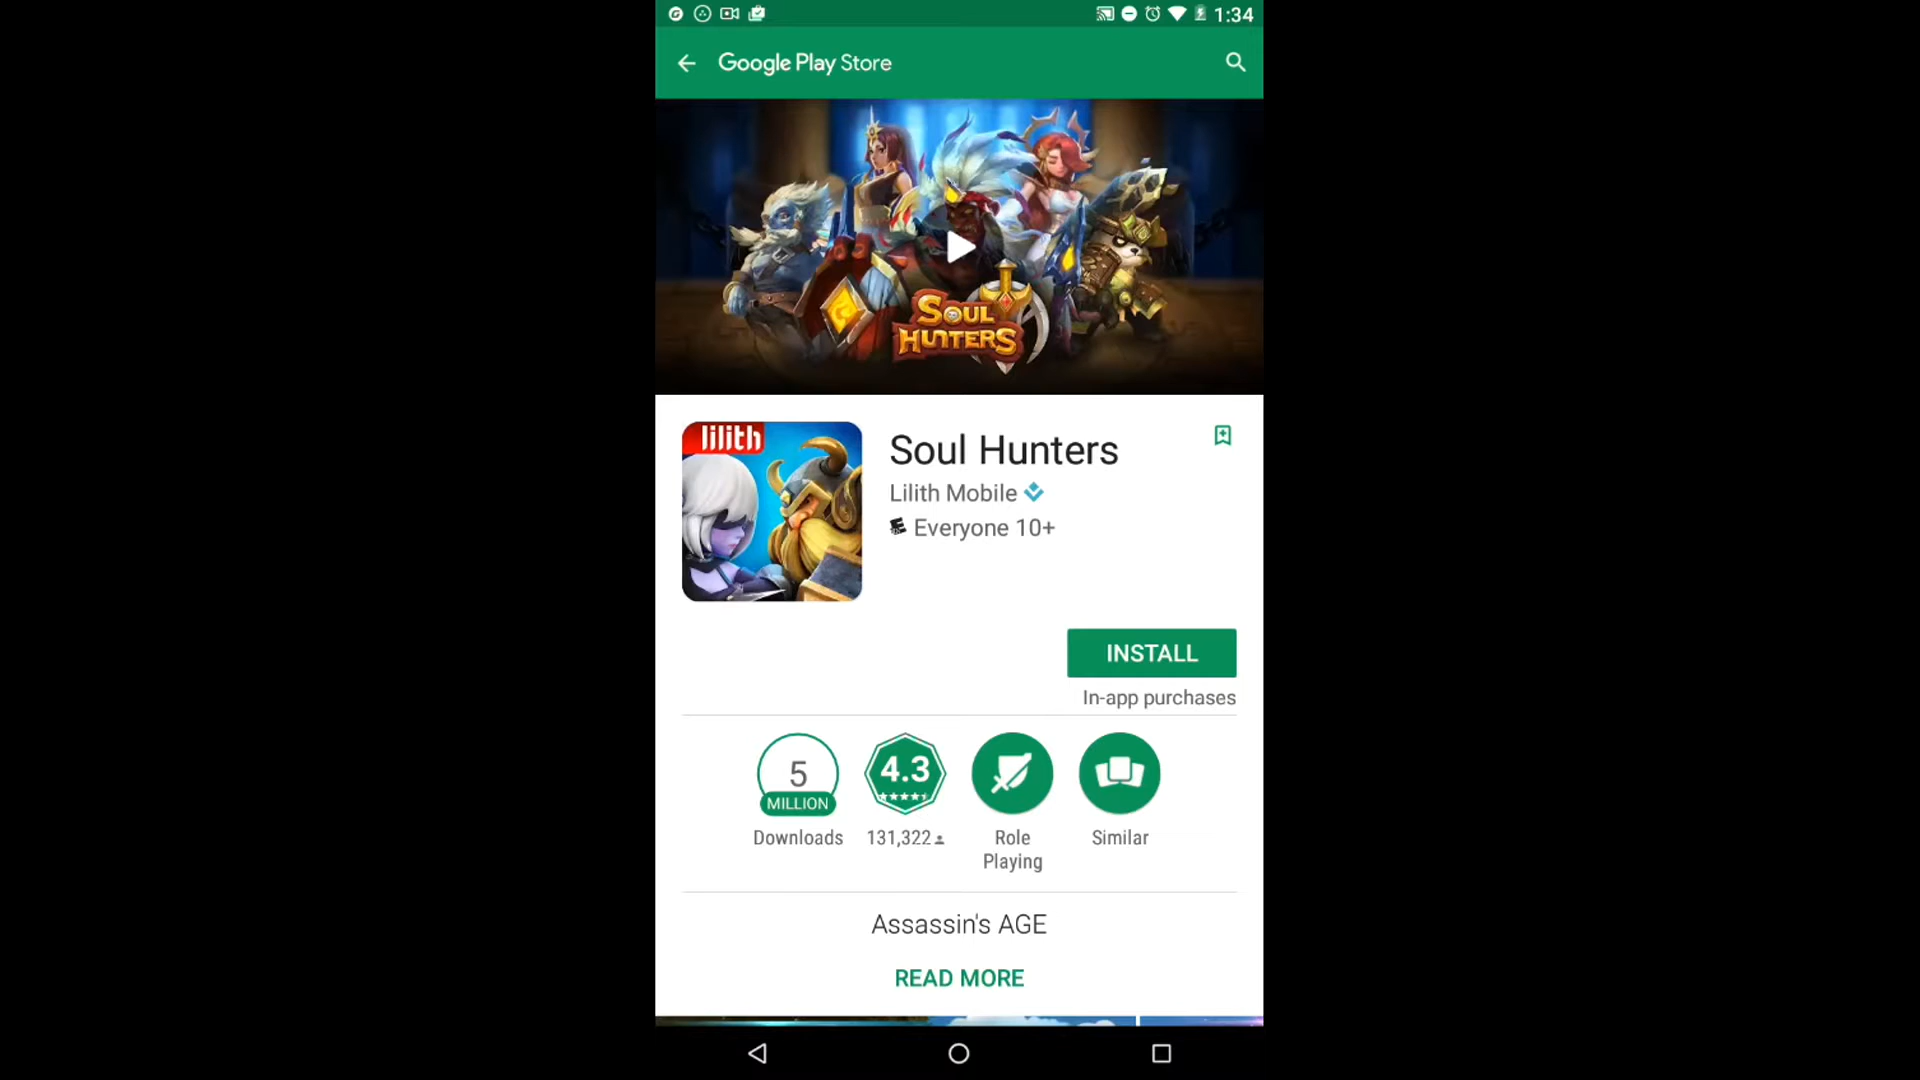 1:34
Google Play Store
SOUL
HUNTERS
lilith
Soul Hunters
Lilith Mobile
Everyone 10+
INSTALL
In-app purchases
5
MILLION
Downloads
4.3
131,322
Role
Playing
Similar
Assassin's AGE
READ MORE